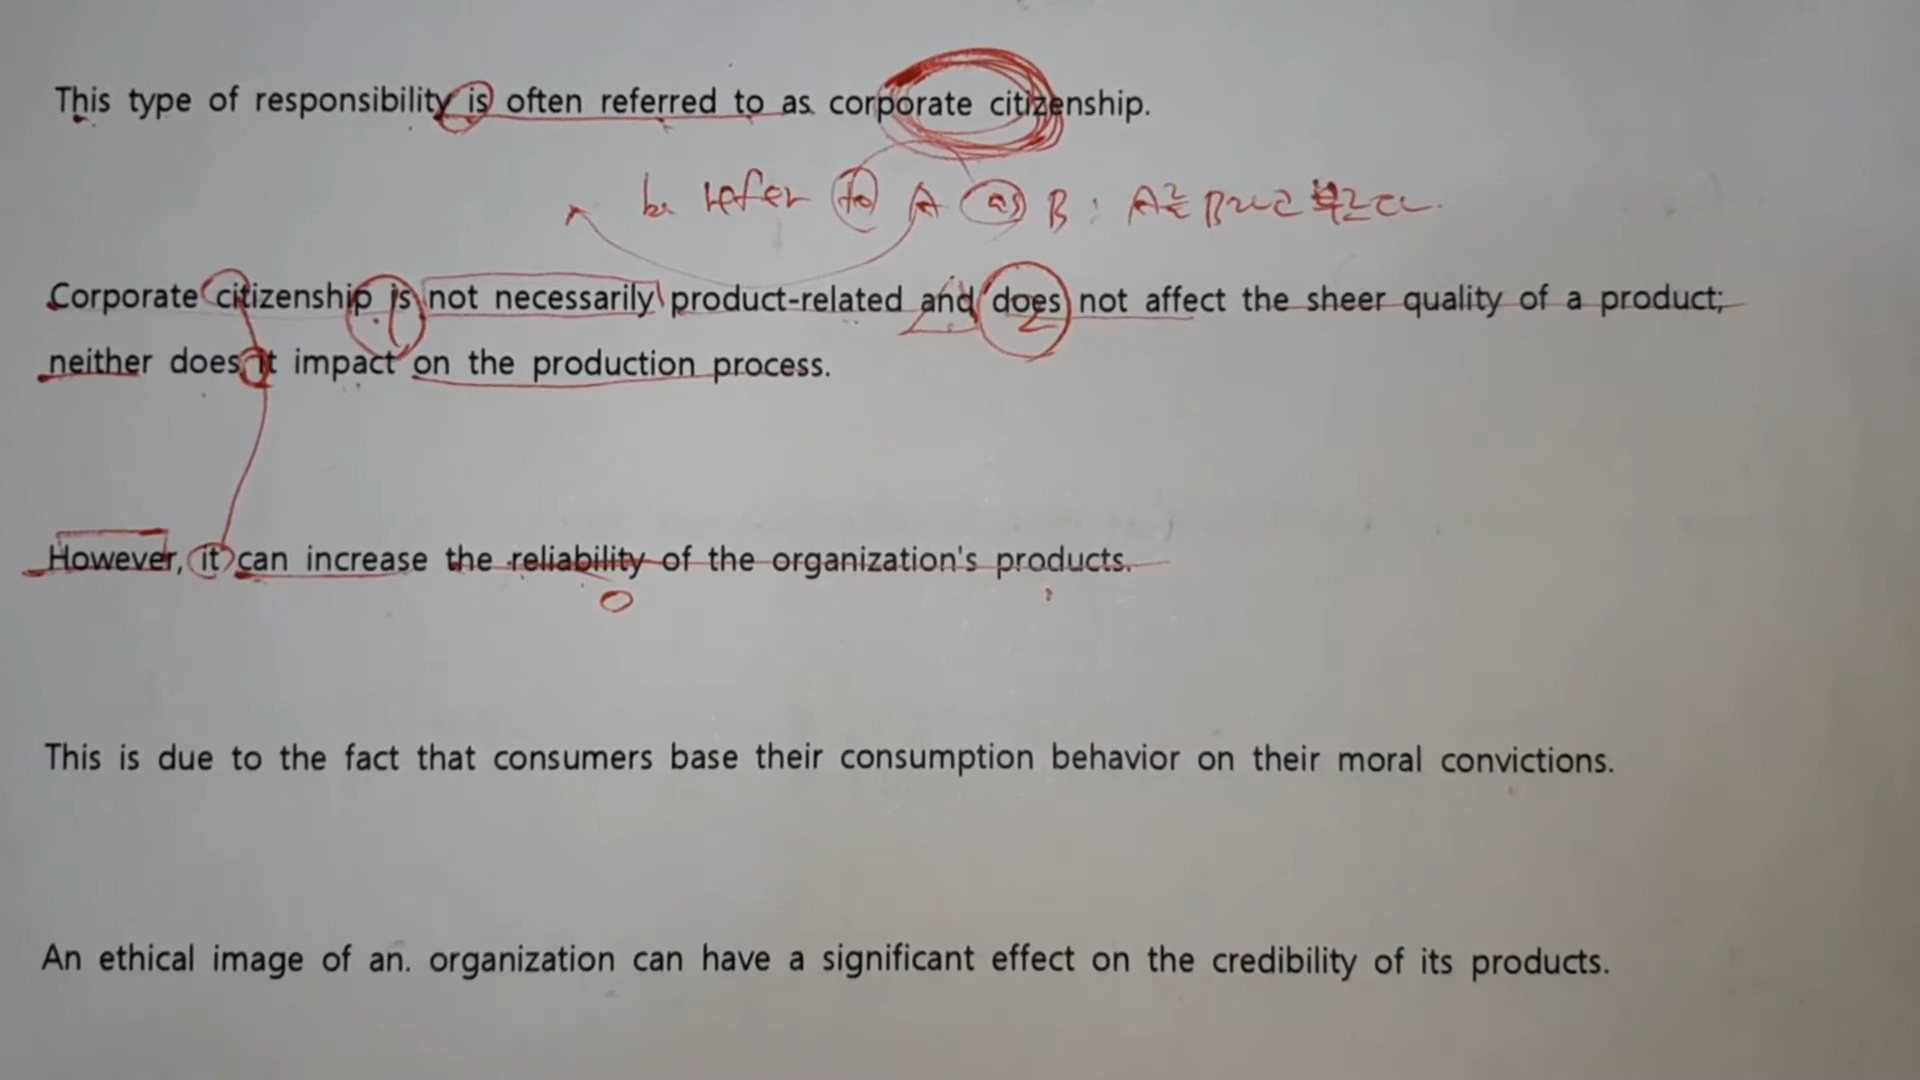 This type of responsibility is often referred to as corporate citizenship.
be refer to A as B : A를 B라고 부른다.
Corporate citizenship is not necessarily product-related and does not affect the sheer quality of a product;
neither does it impact on the production process.
However, it can increase the reliability of the organization's products.
This is due to the fact that consumers base their consumption behavior on their moral convictions.
An ethical image of an. organization can have a significant effect on the credibility of its products.